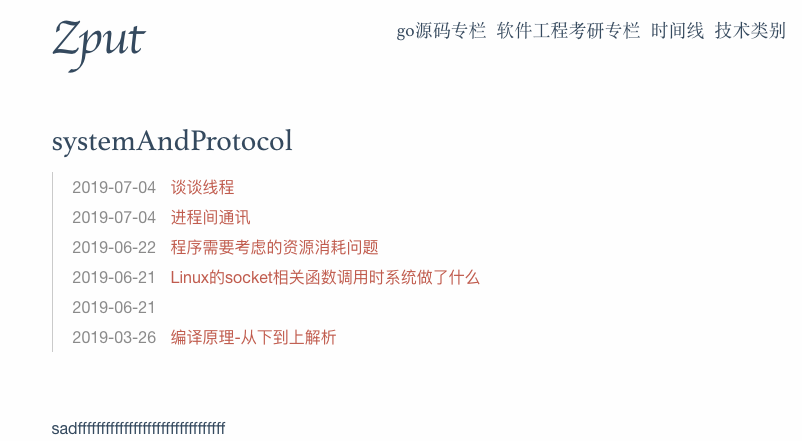 Zput
go源码专栏 软件工程考研专栏 时间线 技术类别
systemAndProtocol
2019-07-04 谈谈线程
2019-07-04 进程间通讯
2019-06-22 程序需要考虑的资源消耗问题
2019-06-21 Linux的socket相关函数调用时系统做了什么
2019-06-21
2019-03-26 编译原理-从下到上解析
sadffffffffffffffffffffffffffffffff